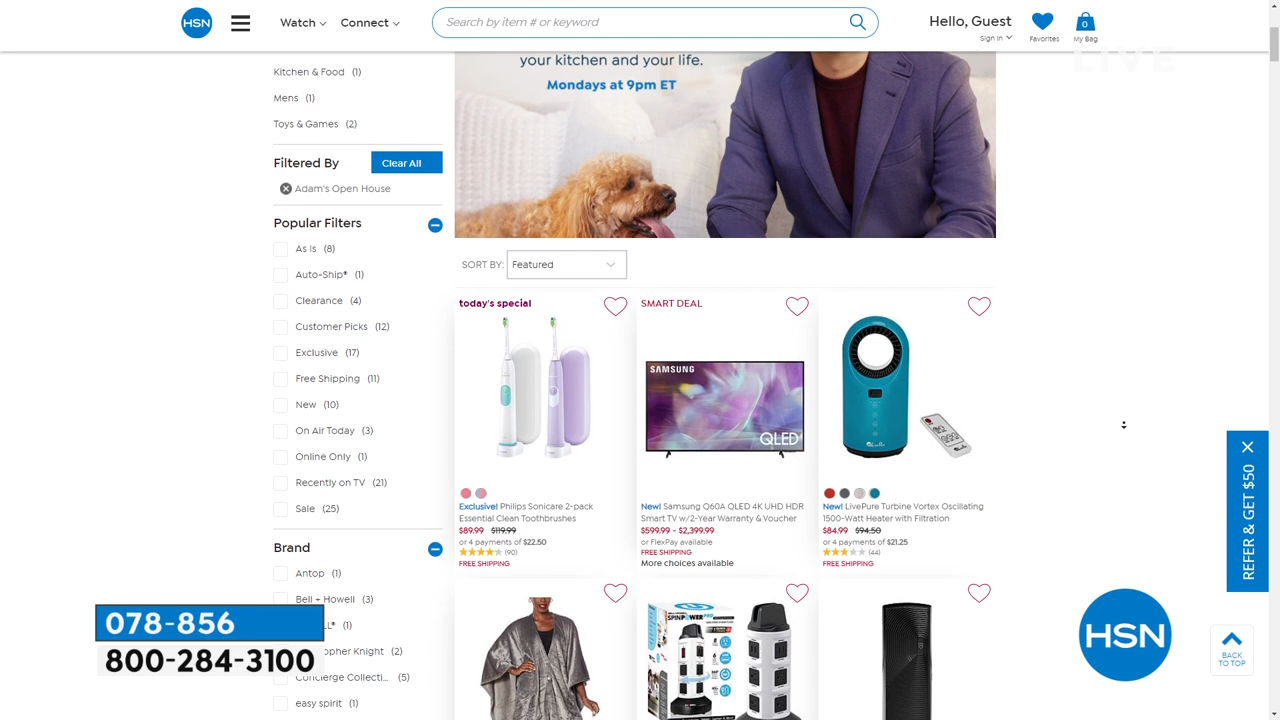 HSN
Watch
Connect
Search by item # or keyword
Hello, Guest
Sign In
Favorites
0
My Bag
LIVE
Kitchen & Food (1)
Mens (1)
Toys & Games (2)
Filtered By
Clear All
Adam's Open House
Popular Filters
As Is (8)
Auto-Ship® (1)
Clearance (4)
Customer Picks (12)
Exclusive (17)
Free Shipping (11)
New (10)
On Air Today (3)
Online Only (1)
Recently on TV (21)
Sale (25)
Brand
Antop (1)
Bell + Howell (3)
(1)
(2)
your kitchen and your life.
Mondays at 9pm ET
SORT BY: Featured
today's special
Exclusive! Philips Sonicare 2-pack
Essential Clean Toothbrushes
$89.99 $119.99
or 4 payments of $22.50
(90)
FREE SHIPPING
SMART DEAL
SAMSUNG
QLED
New! Samsung Q60A QLED 4K UHD HDR
Smart TV w/2-Year Warranty & Voucher
$599.99 - $2,399.99
or FlexPay available
FREE SHIPPING
More choices available
New! LivePure Turbine Vortex Oscillating
1500-Watt Heater with Filtration
$84.99 $94.50
or 4 payments of $21.25
(44)
FREE SHIPPING
SPINPOWERPRO
REFER & GET $50
078-856
800-284-3100
HSN
BACK
TO TOP